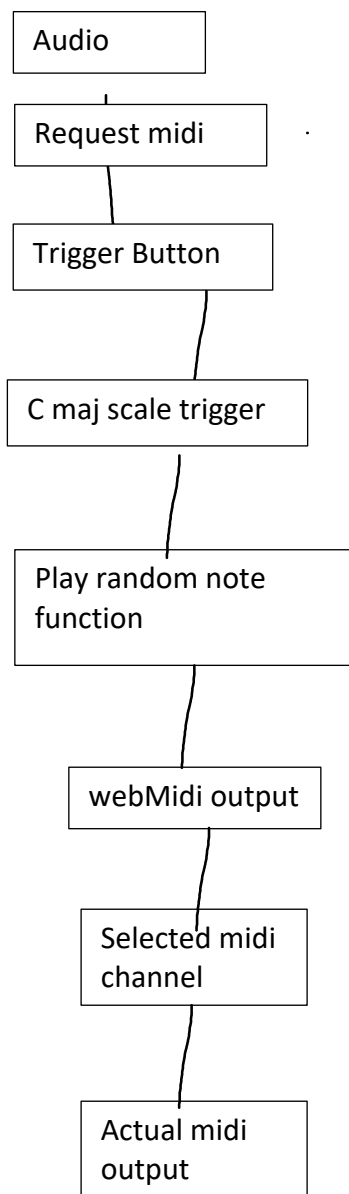 Audio
Request midi
Trigger Button
C maj scale trigger
Play random note
function
webMidi output
Selected midi
channel
Actual midi
output